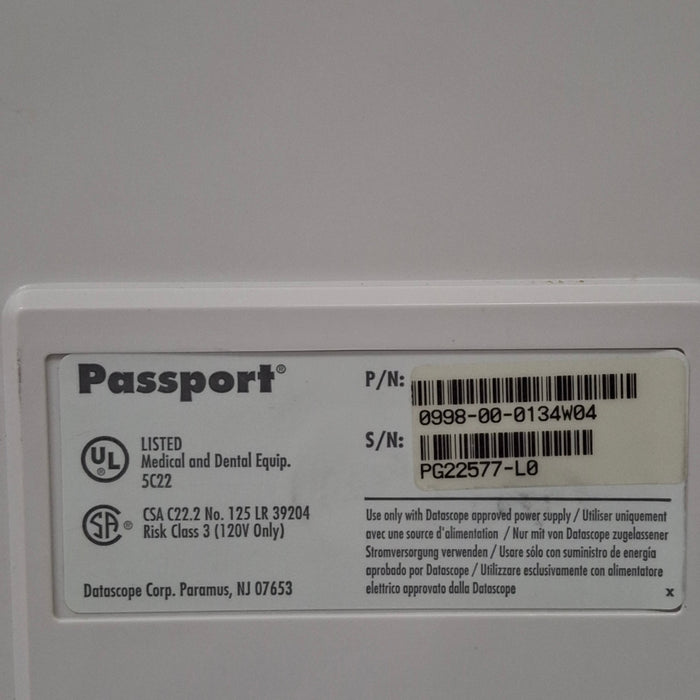 Passport®
P/N:
0998-00-0134W04
S/N:
PG22577-L0
UL®
LISTED
Medical and Dental Equip.
5C22
SA®
CSA C22.2 No. 125 LR 39204
Risk Class 3 (120V Only)
Datascope Corp. Paramus, NJ 07653
Use only with Datascope approved power supply / Utiliser uniquement
avec une source d'alimentation / Nur mit von Datascope zugelassener
Stromversorgung verwenden / Usare sólo con suministro de energía
aprobado por Datascope / Utilizzare esclusivamente con alimentatore
elettrico approvato dalla Datascope
x